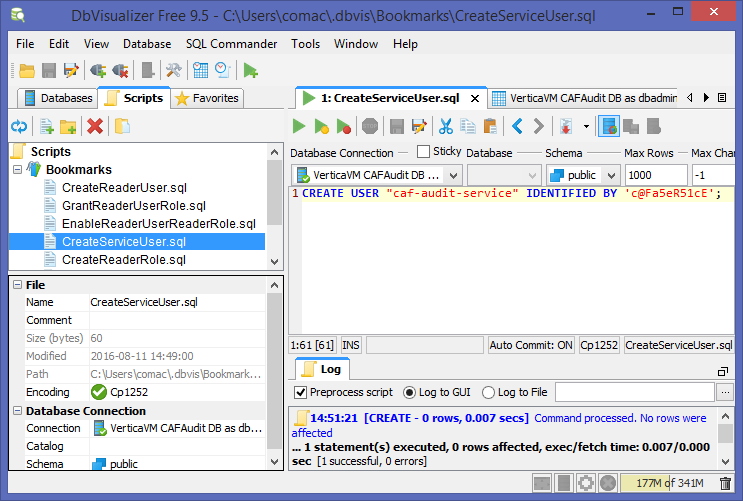 DbVisualizer Free 9.5 - C:\Users\comac\.dbvis\Bookmarks\CreateServiceUser.sql
File Edit View Database SQL Commander Tools Window Help
Databases Scripts Favorites
1: CreateServiceUser.sql VerticaVM CAFAudit DB as dbadmin
Database Connection Sticky Database Schema Max Rows Max Char
VerticaVM CAFAudit DB ... public 1000 -1
Scripts
Bookmarks
CreateReaderUser.sql
GrantReaderUserRole.sql
EnableReaderUserReaderRole.sql
CreateServiceUser.sql
CreateReaderRole.sql
1 CREATE USER "caf-audit-service" IDENTIFIED BY 'c@Fa5eR51cE';
File
Name CreateServiceUser.sql
Comment
Size (bytes) 60
Modified 2016-08-11 14:49:00
Path C:\Users\comac\.dbvis\Bookmark...
Encoding Cp1252
Database Connection
Connection VerticaVM CAFAudit DB as db...
Catalog
Schema public
1:61 [61] INS Auto Commit: ON Cp1252 CreateServiceUser.sql
Log
Preprocess script Log to GUI Log to File ...
14:51:21 [CREATE - 0 rows, 0.007 secs] Command processed. No rows were
affected
... 1 statement(s) executed, 0 rows affected, exec/fetch time: 0.007/0.000
sec [1 successful, 0 errors]
177M of 341M